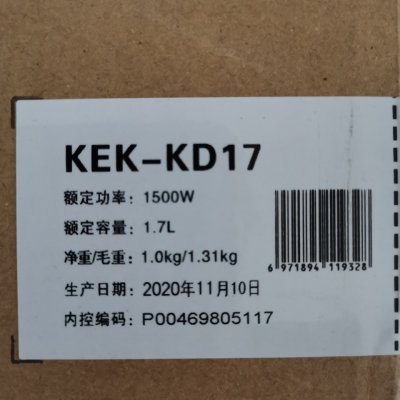 KEK-KD17
额定功率：1500W
额定容量：1.7L
净重/毛重：1.0kg/1.31kg
6 971894 119328
生产日期：2020年11月10日
内控编码：P00469805117